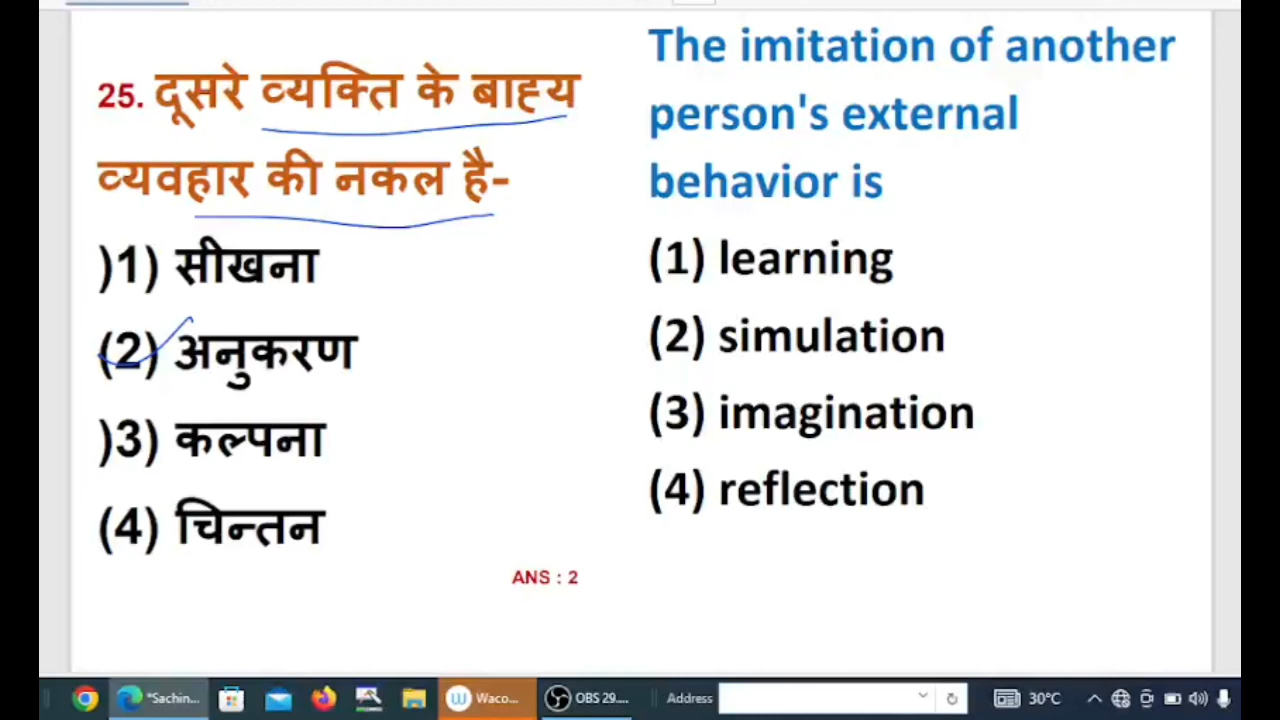 25. दूसरे व्यक्ति के बाह्य
व्यवहार की नकल है-
)1) सीखना
(2) अनुकरण
)3) कल्पना
(4) चिन्तन
ANS : 2
The imitation of another
person's external
behavior is
(1) learning
(2) simulation
(3) imagination
(4) reflection
*Sachin...
Waco...
OBS 29....
Address
30°C